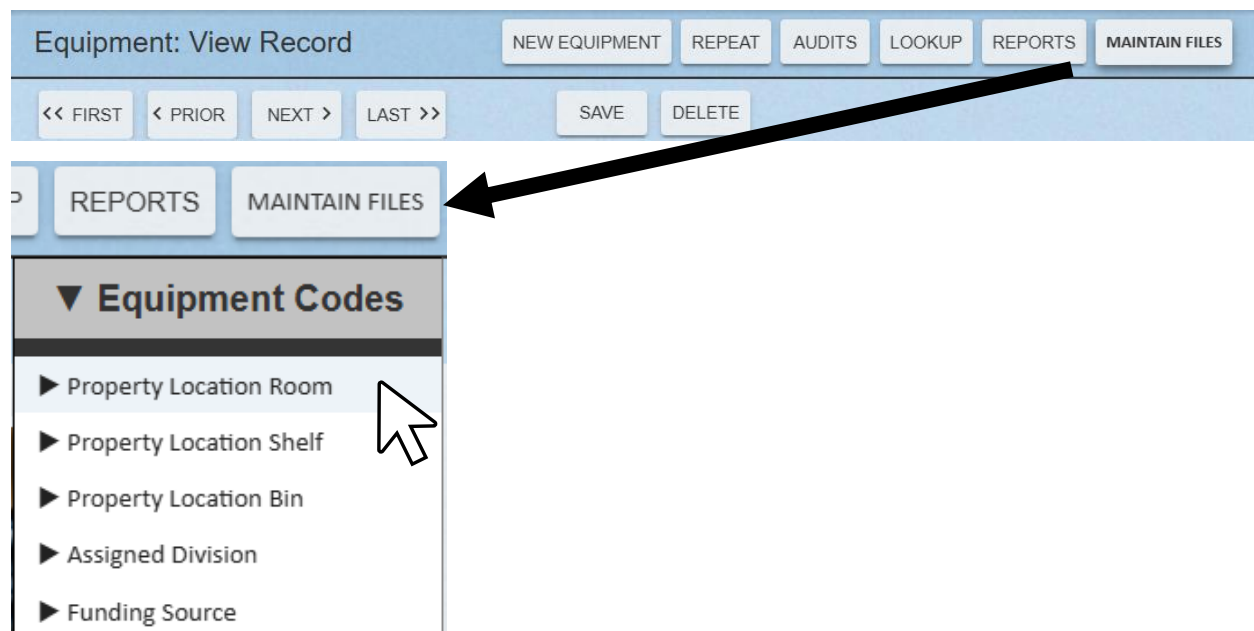 Equipment: View Record NEW EQUIPMENT REPEAT AUDITS LOOKUP REPORTS MAINTAIN FILES
<< FIRST < PRIOR NEXT > LAST >> SAVE DELETE
P REPORTS MAINTAIN FILES
▼ Equipment Codes
▶ Property Location Room
▶ Property Location Shelf
▶ Property Location Bin
▶ Assigned Division
▶ Funding Source